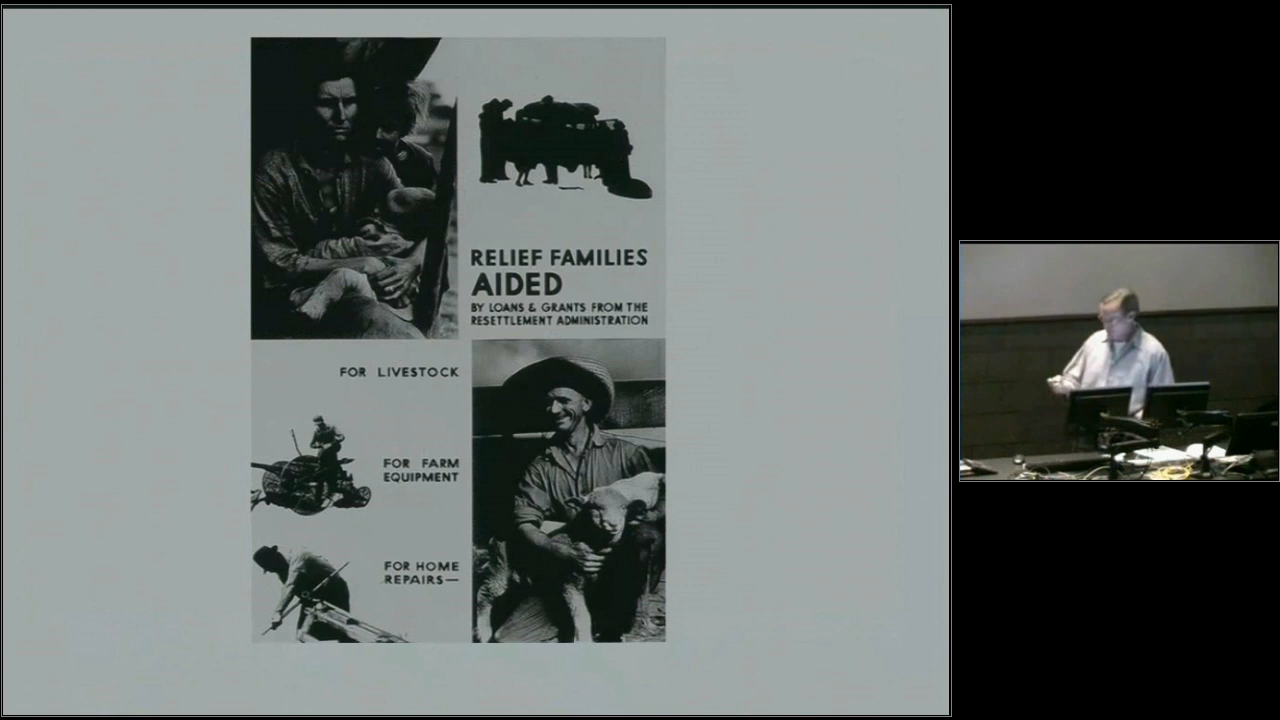 RELIEF FAMILIES
AIDED
BY LOANS & GRANTS FROM THE
RESETTLEMENT ADMINISTRATION
FOR LIVESTOCK
FOR FARM
EQUIPMENT
FOR HOME
REPAIRS—